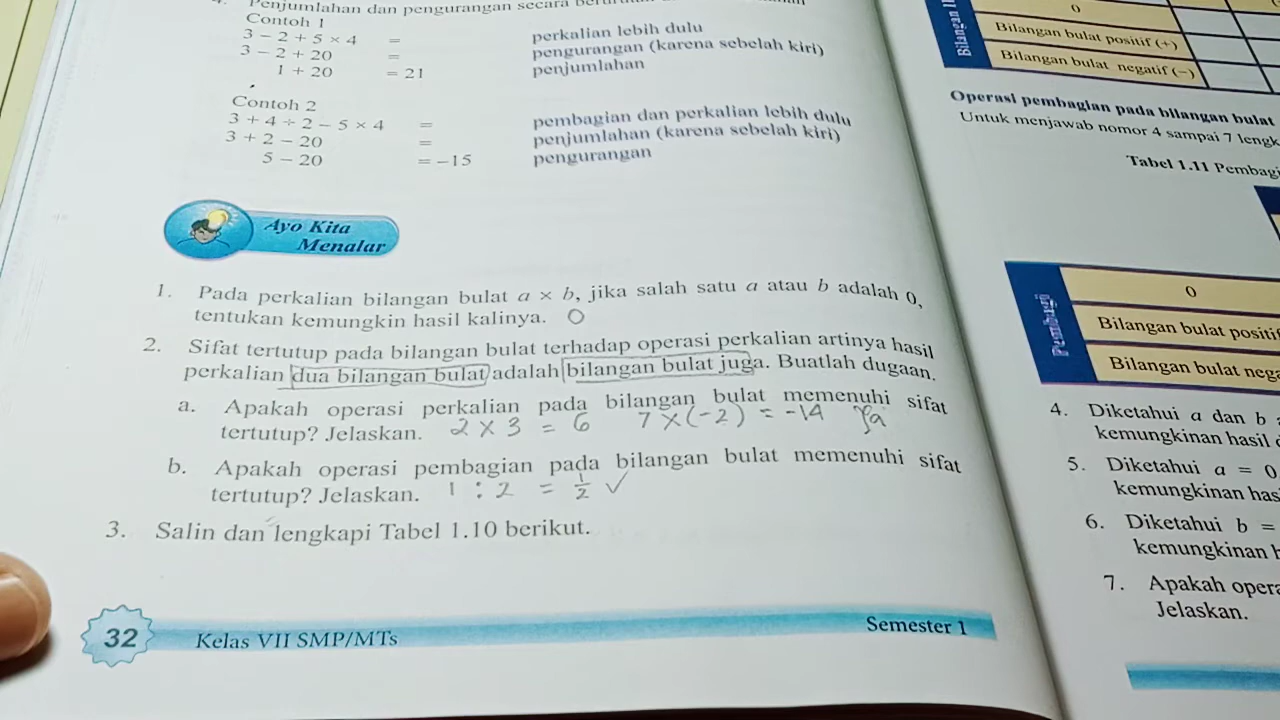 Penjumlahan dan pengurangan secara
Contoh 1
3 − 2 + 5 × 4 = perkalian lebih dulu
3 − 2 + 20 = pengurangan (karena sebelah kiri)
1 + 20 = 21 penjumlahan
Contoh 2
3 + 4 ÷ 2 − 5 × 4 = pembagian dan perkalian lebih dulu
3 + 2 − 20 = penjumlahan (karena sebelah kiri)
5 − 20 = −15 pengurangan
Ayo Kita
Menalar
1. Pada perkalian bilangan bulat a × b, jika salah satu a atau b adalah 0,
tentukan kemungkin hasil kalinya. 0
2. Sifat tertutup pada bilangan bulat terhadap operasi perkalian artinya hasil
perkalian dua bilangan bulat adalah bilangan bulat juga. Buatlah dugaan.
a. Apakah operasi perkalian pada bilangan bulat memenuhi sifat
tertutup? Jelaskan. 2 × 3 = 6 7 × (-2) = -14 Ya
b. Apakah operasi pembagian pada bilangan bulat memenuhi sifat
tertutup? Jelaskan. 1 : 2 = 1/2 ✓
3. Salin dan lengkapi Tabel 1.10 berikut.
32 Kelas VII SMP/MTs Semester 1
0
Bilangan bulat positif (+)
Bilangan bulat negatif (−)
Operasi pembagian pada bilangan bulat
Untuk menjawab nomor 4 sampai 7
Tabel 1.11
Pembagi
0
Bilangan bulat
Bilangan bulat
4. Diketahui a dan b
kemungkinan hasil
5. Diketahui a = 0
kemungkinan
6. Diketahui b =
kemungkinan
7. Apakah
Jelaskan.